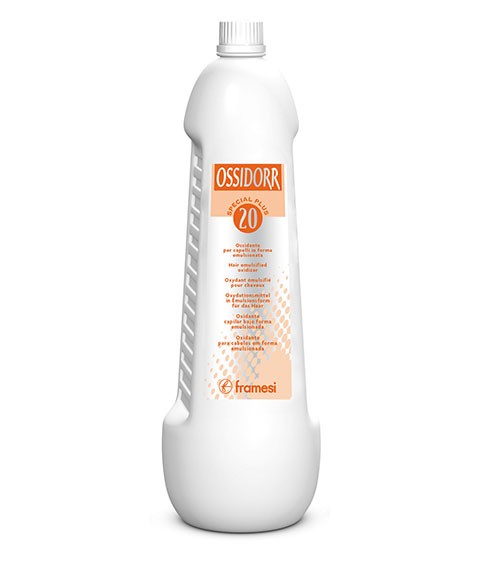 OSSIDORR
SPECIAL PLUS
20
Ossidante
per capelli in forma
emulsionata
Hair emulsified
oxidizer
Oxydant emulsifié
pour cheveux
Oxydationsmittel
in Emulsionsform
für das Haar
Oxidante
capilar bajo forma
emulsionada
Oxidante
para cabelos em forma
emulsionada
framesi